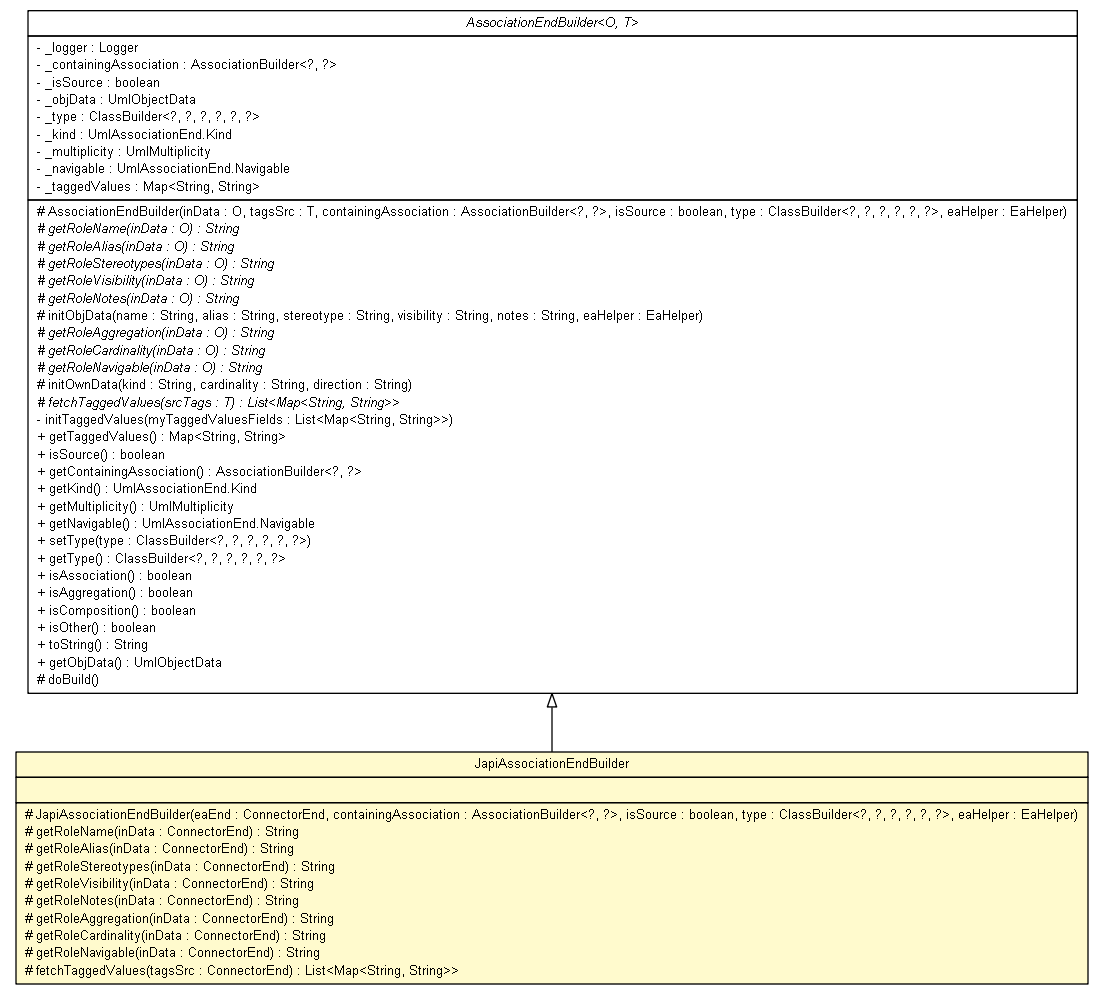 AssociationEndBuilder<O, T>
- _logger : Logger
- _containingAssociation : AssociationBuilder<?, ?>
- _isSource : boolean
- _objData : UmlObjectData
- _type : ClassBuilder<?, ?, ?, ?, ?, ?>
- _kind : UmlAssociationEnd.Kind
- _multiplicity : UmlMultiplicity
- _navigable : UmlAssociationEnd.Navigable
- _taggedValues : Map<String, String>
# AssociationEndBuilder(inData : O, tagsSrc : T, containingAssociation : AssociationBuilder<?, ?>, isSource : boolean, type : ClassBuilder<?, ?, ?, ?, ?, ?>, eaHelper : EaHelper)
# getRoleName(inData : O) : String
# getRoleAlias(inData : O) : String
# getRoleStereotypes(inData : O) : String
# getRoleVisibility(inData : O) : String
# getRoleNotes(inData : O) : String
# initObjData(name : String, alias : String, stereotype : String, visibility : String, notes : String, eaHelper : EaHelper)
# getRoleAggregation(inData : O) : String
# getRoleCardinality(inData : O) : String
# getRoleNavigable(inData : O) : String
# initOwnData(kind : String, cardinality : String, direction : String)
# fetchTaggedValues(srcTags : T) : List<Map<String, String>>
- initTaggedValues(myTaggedValuesFields : List<Map<String, String>>)
+ getTaggedValues() : Map<String, String>
+ isSource() : boolean
+ getContainingAssociation() : AssociationBuilder<?, ?>
+ getKind() : UmlAssociationEnd.Kind
+ getMultiplicity() : UmlMultiplicity
+ getNavigable() : UmlAssociationEnd.Navigable
+ setType(type : ClassBuilder<?, ?, ?, ?, ?, ?>)
+ getType() : ClassBuilder<?, ?, ?, ?, ?, ?>
+ isAssociation() : boolean
+ isAggregation() : boolean
+ isComposition() : boolean
+ isOther() : boolean
+ toString() : String
+ getObjData() : UmlObjectData
# doBuild()
JapiAssociationEndBuilder
# JapiAssociationEndBuilder(eaEnd : ConnectorEnd, containingAssociation : AssociationBuilder<?, ?>, isSource : boolean, type : ClassBuilder<?, ?, ?, ?, ?, ?>, eaHelper : EaHelper)
# getRoleName(inData : ConnectorEnd) : String
# getRoleAlias(inData : ConnectorEnd) : String
# getRoleStereotypes(inData : ConnectorEnd) : String
# getRoleVisibility(inData : ConnectorEnd) : String
# getRoleNotes(inData : ConnectorEnd) : String
# getRoleAggregation(inData : ConnectorEnd) : String
# getRoleCardinality(inData : ConnectorEnd) : String
# getRoleNavigable(inData : ConnectorEnd) : String
# fetchTaggedValues(tagsSrc : ConnectorEnd) : List<Map<String, String>>